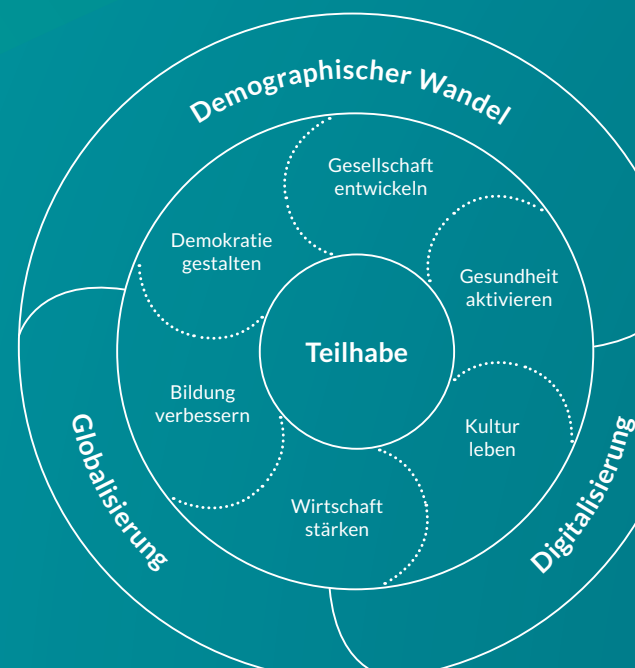 Demographischer Wandel
Gesellschaft
entwickeln
Demokratie
gestalten
Gesundheit
aktivieren
Teilhabe
Bildung
verbessern
Kultur
leben
Wirtschaft
stärken
Globalisierung
Digitalisierung